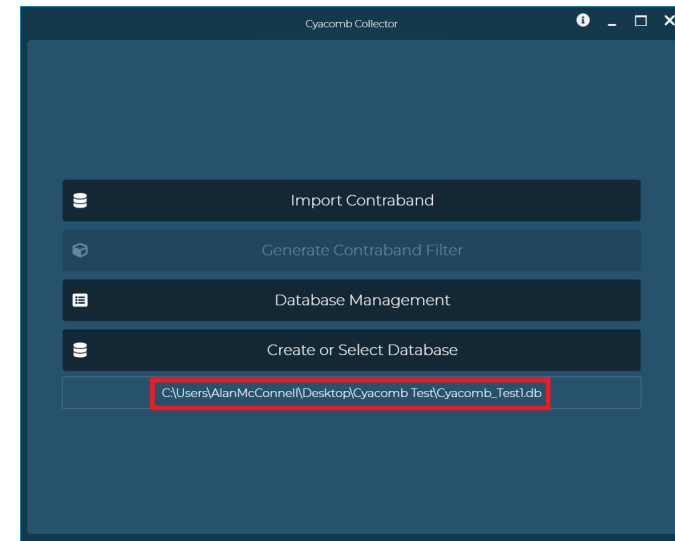 Cyacomb Collector
Import Contraband
Generate Contraband Filter
Database Management
Create or Select Database
C:\Users\AlanMcConnell\Desktop\Cyacomb Test\Cyacomb_Test1.db